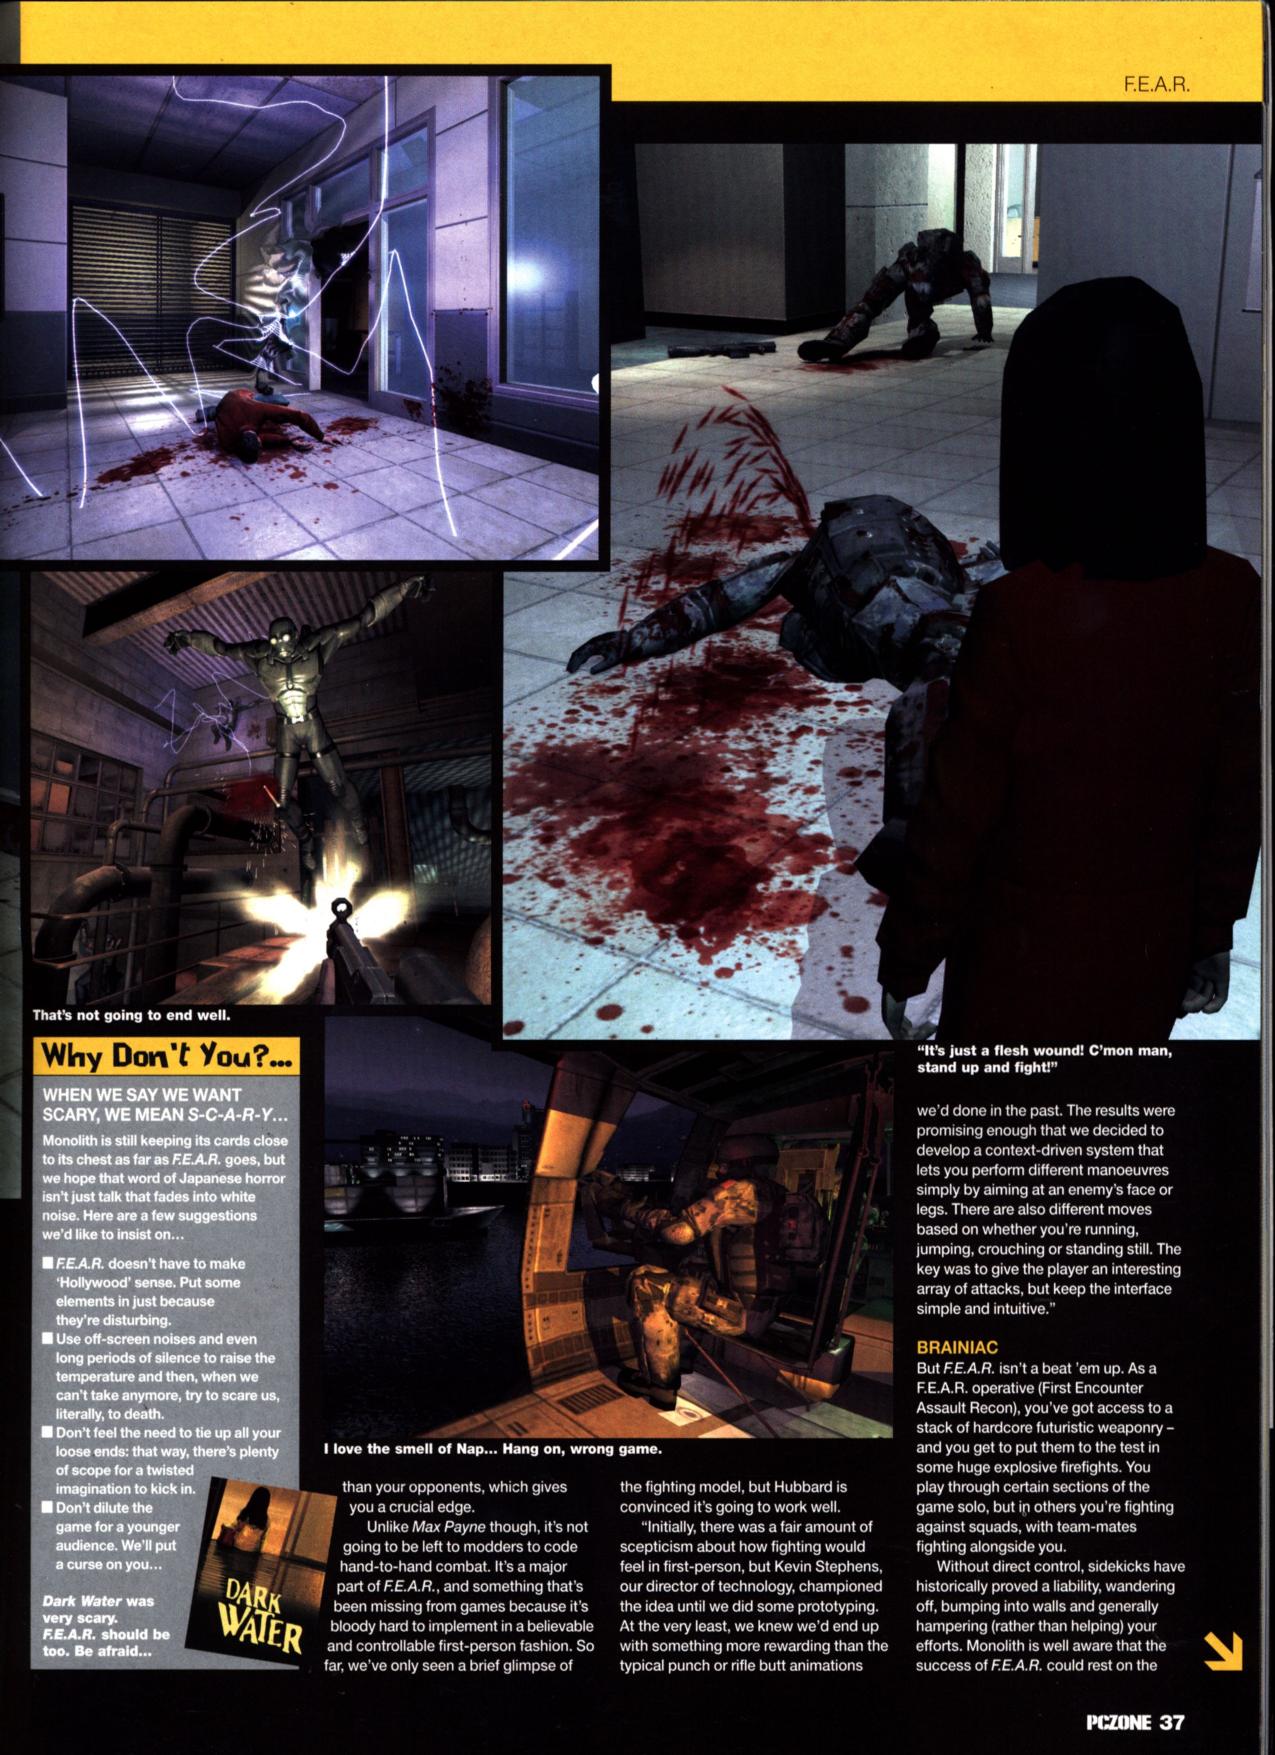 F.E.A.R.
That's not going to end well.
Why Don't You?...
WHEN WE SAY WE WANT
SCARY, WE MEAN S-C-A-R-Y...
Monolith is still keeping its cards close
to its chest as far as F.E.A.R. goes, but
we hope that word of Japanese horror
isn't just talk that fades into white
noise. Here are a few suggestions
we'd like to insist on...
■ F.E.A.R. doesn't have to make
'Hollywood' sense. Put some
elements in just because
they're disturbing.
■ Use off-screen noises and even
long periods of silence to raise the
temperature and then, when we
can't take anymore, try to scare us,
literally, to death.
■ Don't feel the need to tie up all your
loose ends: that way, there's plenty
of scope for a twisted
imagination to kick in.
■ Don't dilute the
game for a younger
audience. We'll put
a curse on you...
Dark Water was
very scary.
F.E.A.R. should be
too. Be afraid...
DARK
WATER
I love the smell of Nap... Hang on, wrong game.
than your opponents, which gives
you a crucial edge.
Unlike Max Payne though, it's not
going to be left to modders to code
hand-to-hand combat. It's a major
part of F.E.A.R., and something that's
been missing from games because it's
bloody hard to implement in a believable
and controllable first-person fashion. So
far, we've only seen a brief glimpse of
the fighting model, but Hubbard is
convinced it's going to work well.
"Initially, there was a fair amount of
scepticism about how fighting would
feel in first-person, but Kevin Stephens,
our director of technology, championed
the idea until we did some prototyping.
At the very least, we knew we'd end up
with something more rewarding than the
typical punch or rifle butt animations
"It's just a flesh wound! C'mon man,
stand up and fight!"
we'd done in the past. The results were
promising enough that we decided to
develop a context-driven system that
lets you perform different manoeuvres
simply by aiming at an enemy's face or
legs. There are also different moves
based on whether you're running,
jumping, crouching or standing still. The
key was to give the player an interesting
array of attacks, but keep the interface
simple and intuitive."
BRAINIAC
But F.E.A.R. isn't a beat 'em up. As a
F.E.A.R. operative (First Encounter
Assault Recon), you've got access to a
stack of hardcore futuristic weaponry –
and you get to put them to the test in
some huge explosive firefights. You
play through certain sections of the
game solo, but in others you're fighting
against squads, with team-mates
fighting alongside you.
Without direct control, sidekicks have
historically proved a liability, wandering
off, bumping into walls and generally
hampering (rather than helping) your
efforts. Monolith is well aware that the
success of F.E.A.R. could rest on the
PCZONE 37